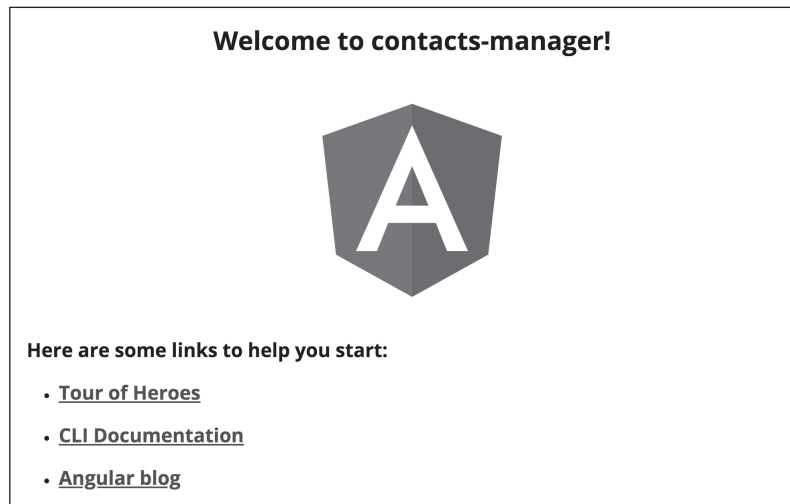 Welcome to contacts-manager!
A
Here are some links to help you start:
• Tour of Heroes
• CLI Documentation
• Angular blog